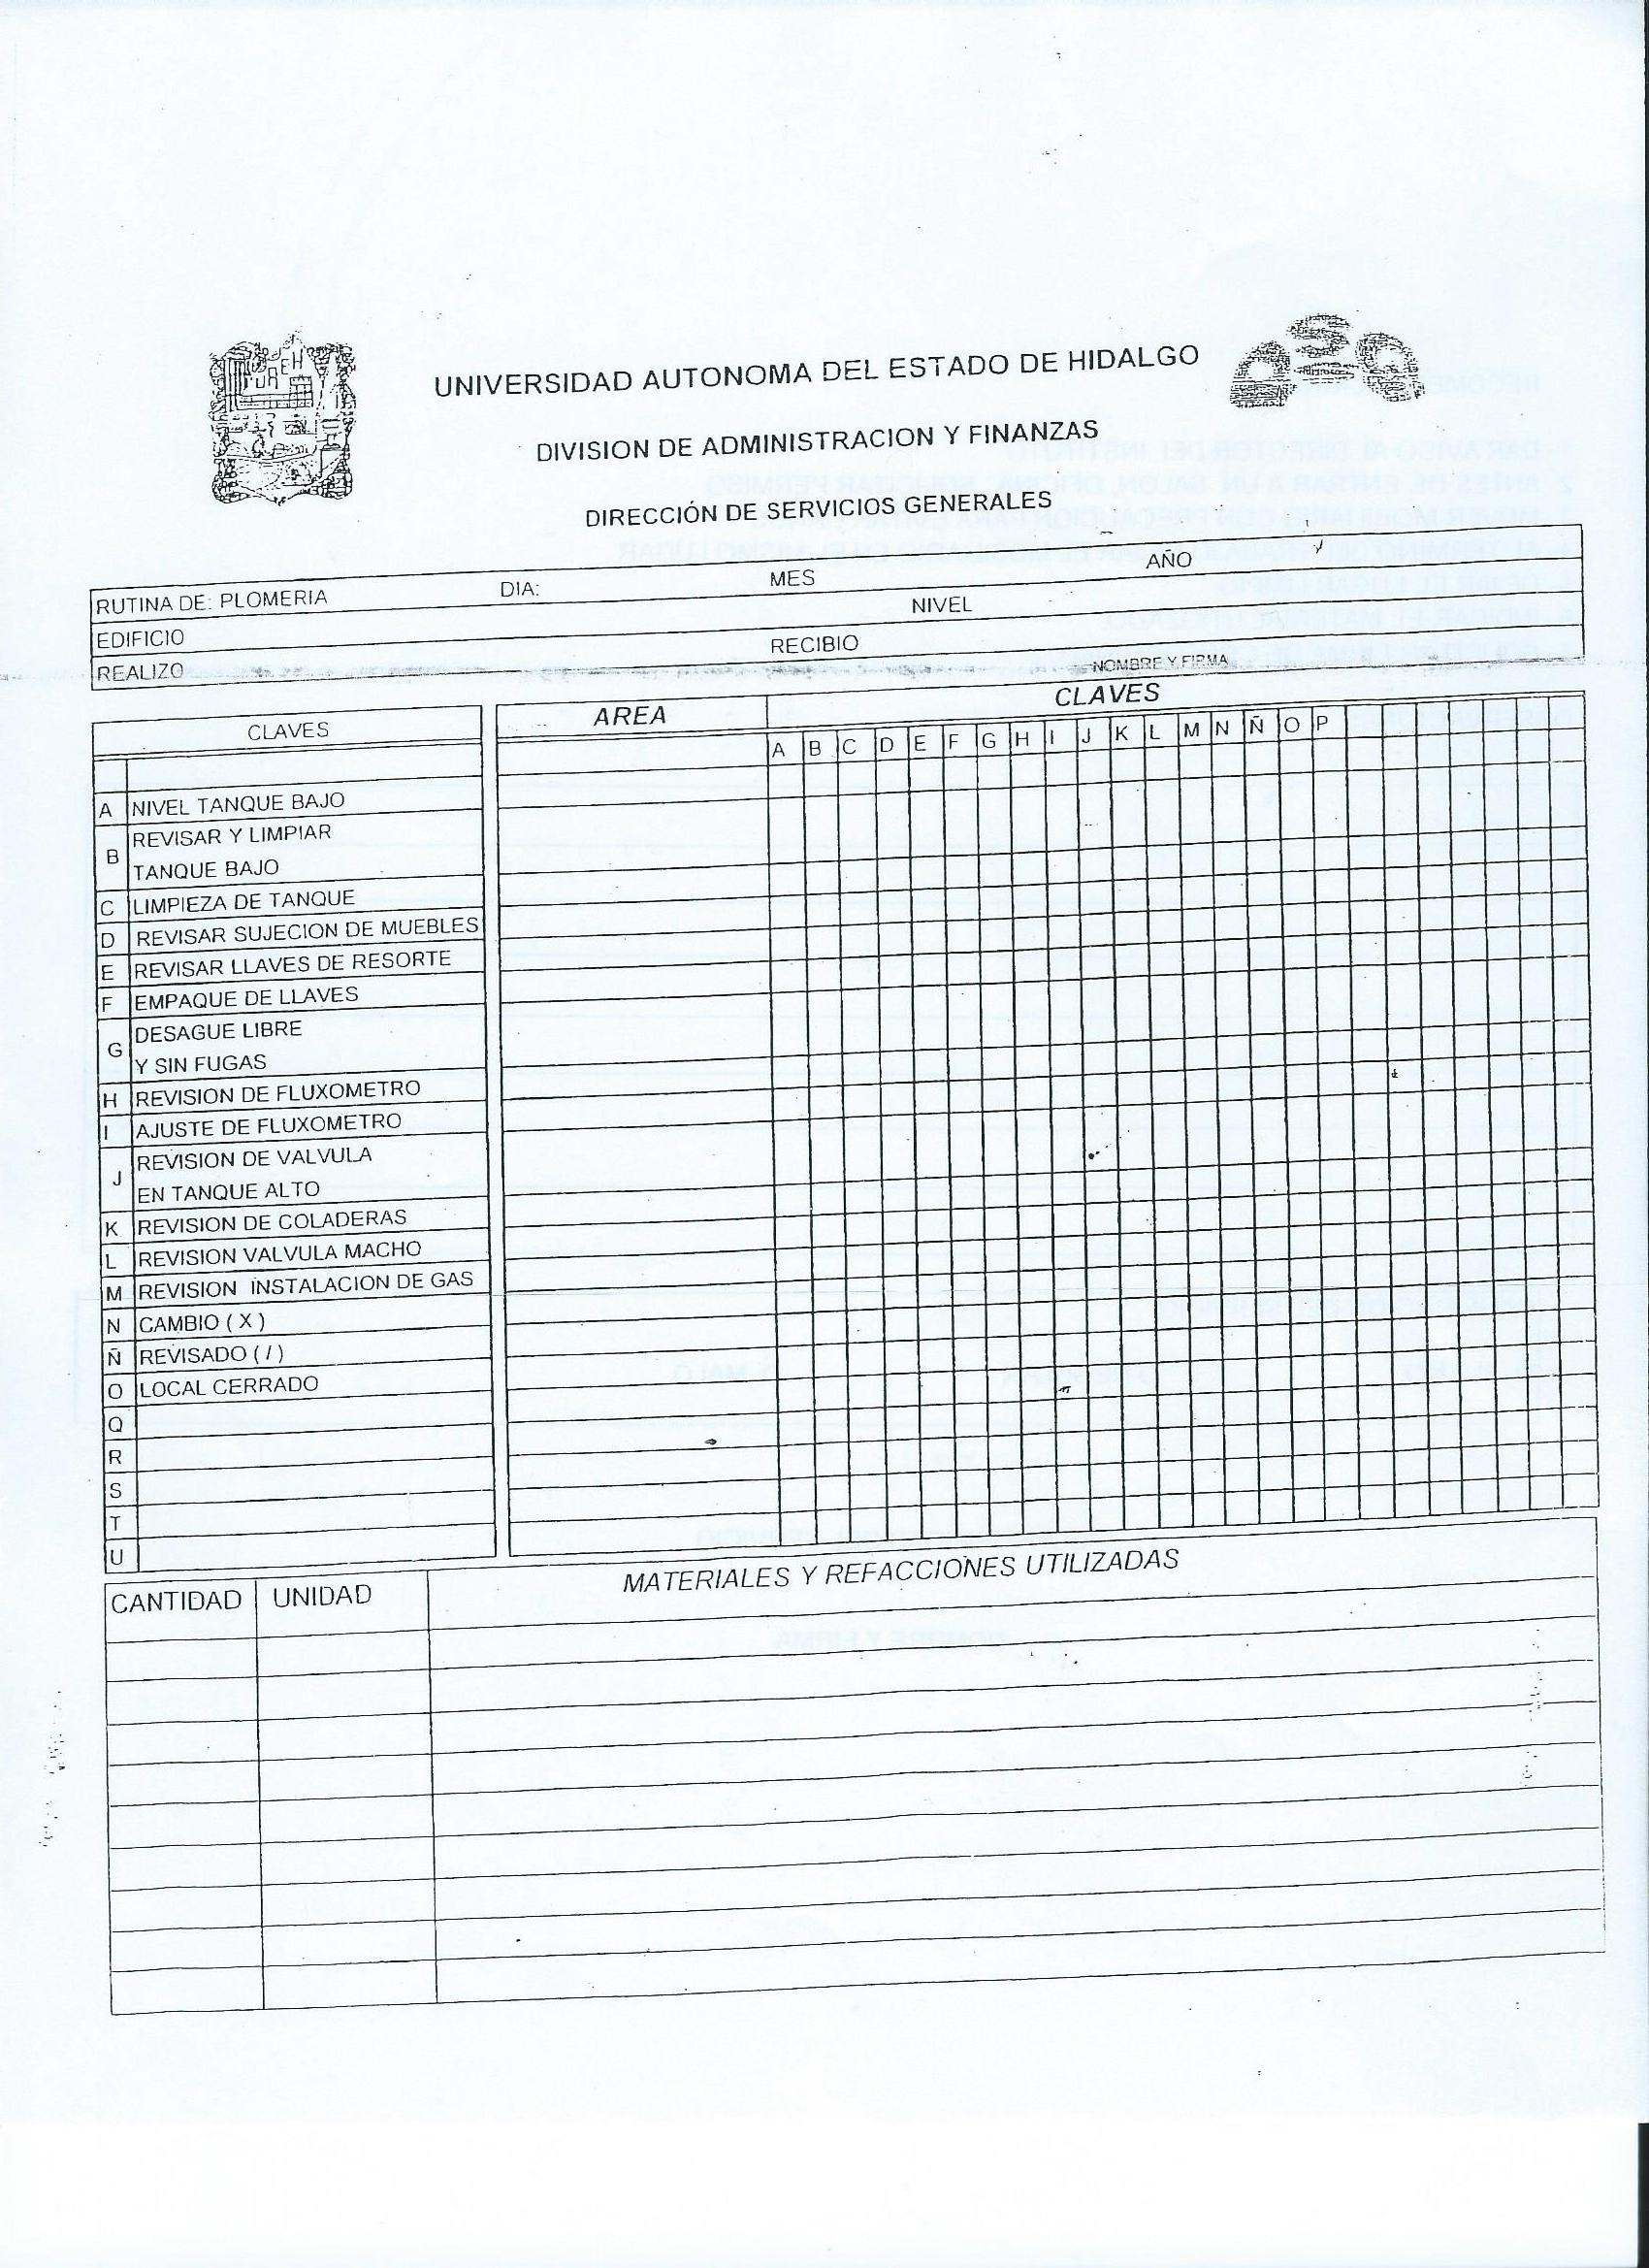 UNIVERSIDAD AUTONOMA DEL ESTADO DE HIDALGO
DIVISION DE ADMINISTRACION Y FINANZAS
DIRECCIÓN DE SERVICIOS GENERALES
RUTINA DE: PLOMERIA DIA: MES AÑO
EDIFICIO NIVEL
REALIZO RECIBIO
NOMBRE Y FIRMA
CLAVES
A NIVEL TANQUE BAJO
B REVISAR Y LIMPIAR
TANQUE BAJO
C LIMPIEZA DE TANQUE
D REVISAR SUJECION DE MUEBLES
E REVISAR LLAVES DE RESORTE
F EMPAQUE DE LLAVES
G DESAGUE LIBRE
Y SIN FUGAS
H REVISION DE FLUXOMETRO
I AJUSTE DE FLUXOMETRO
J REVISION DE VALVULA
EN TANQUE ALTO
K REVISION DE COLADERAS
L REVISION VALVULA MACHO
M REVISION INSTALACION DE GAS
N CAMBIO ( X )
Ñ REVISADO ( / )
O LOCAL CERRADO
Q
R
S
T
U
AREA CLAVES
A B C D E F G H I J K L M N Ñ O P
CANTIDAD UNIDAD MATERIALES Y REFACCIONES UTILIZADAS